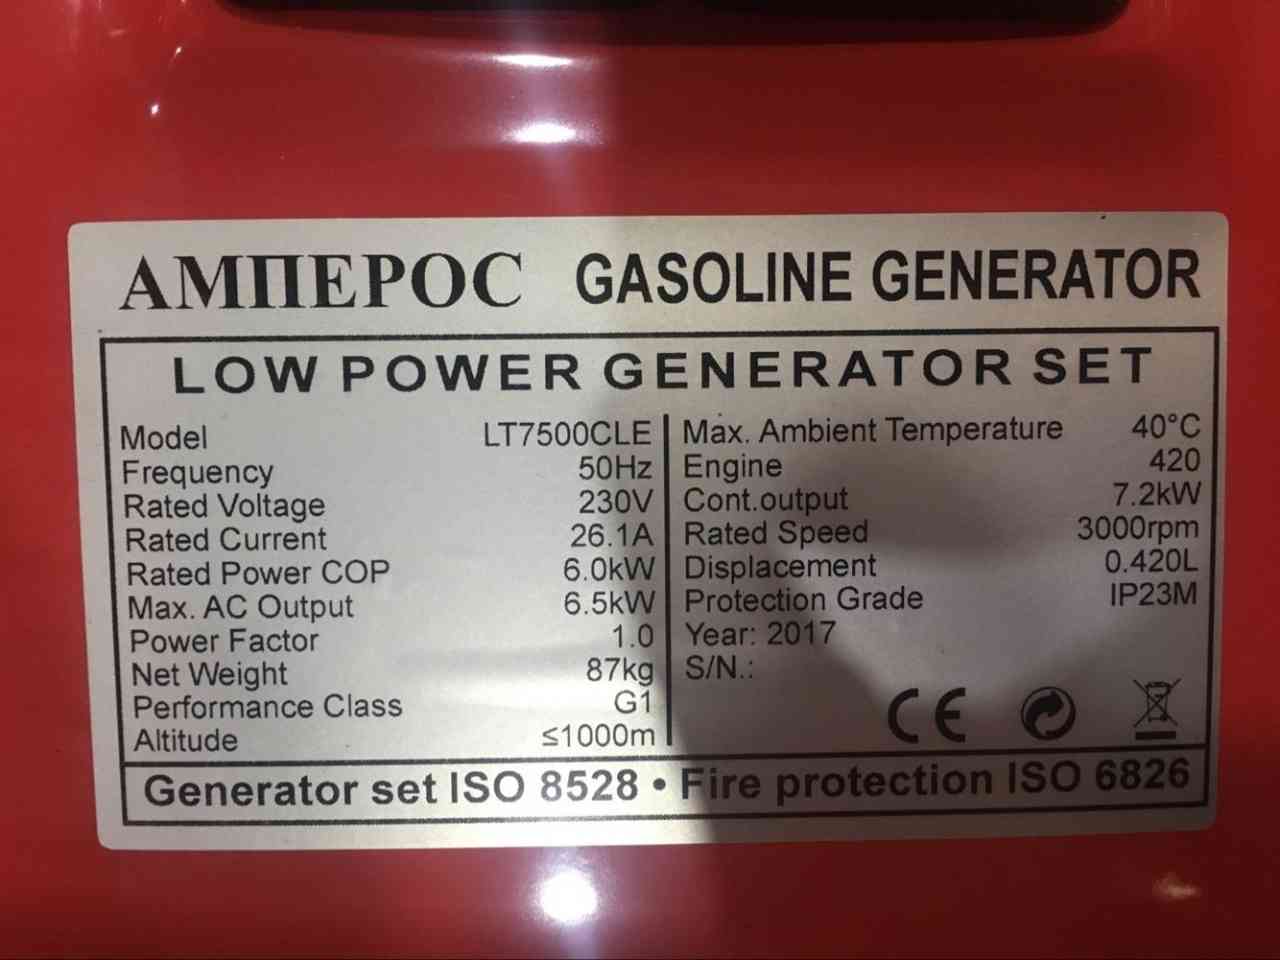 АМПЕРОС GASOLINE GENERATOR
LOW POWER GENERATOR SET
Model LT7500CLE
Frequency 50Hz
Rated Voltage 230V
Rated Current 26.1A
Rated Power COP 6.0kW
Max. AC Output 6.5kW
Power Factor 1.0
Net Weight 87kg
Performance Class G1
Altitude ≤1000m
Max. Ambient Temperature 40°C
Engine 420
Cont.output 7.2kW
Rated Speed 3000rpm
Displacement 0.420L
Protection Grade IP23M
Year: 2017
S/N.:
CE
Generator set ISO 8528 • Fire protection ISO 6826